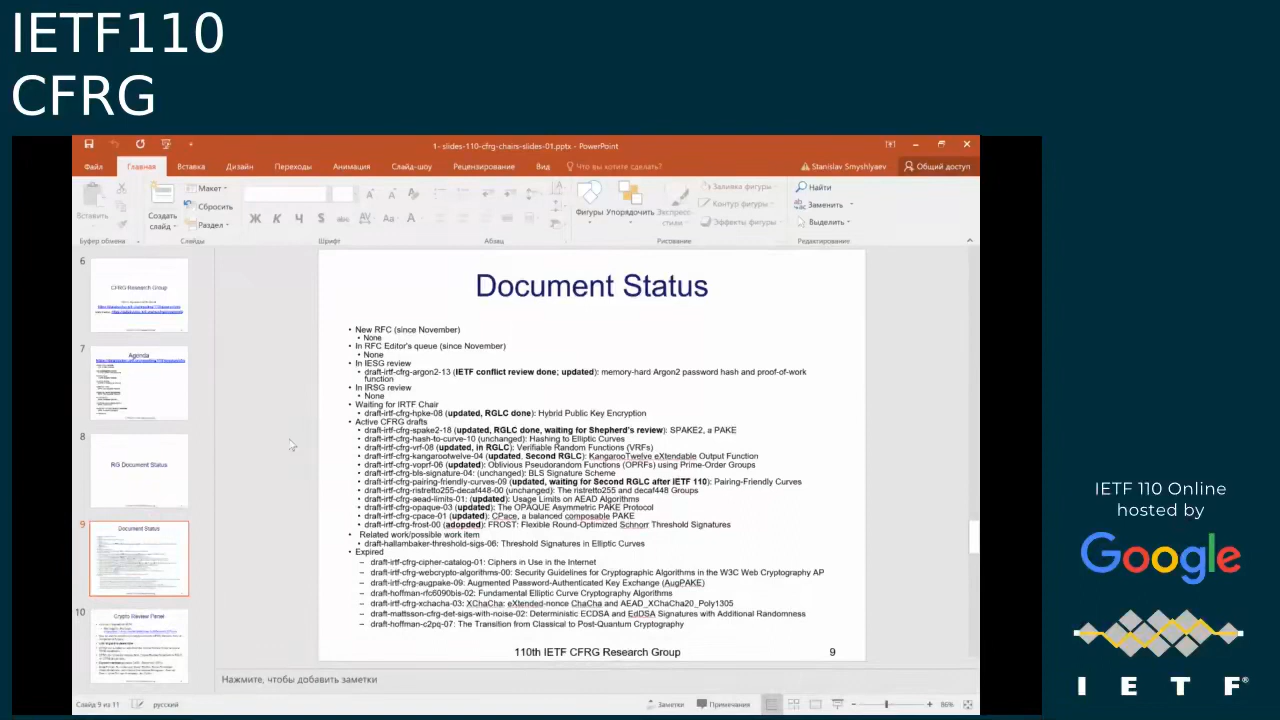 IETF110
CFRG
1- slides-110-cfrg-chairs-slides-01.pptx - PowerPoint
Файл Главная Вставка Дизайн Переходы Анимация Слайд-шоу Рецензирование Вид Что вы хотите сделать? Stanislav Smyshlyaev Общий доступ
Вставить
Создать слайд
Макет
Сбросить
Раздел
Ж К Ч S abc AV Aa А
Фигуры Упорядочить Экспресс-стили
Заливка фигуры
Контур фигуры
Эффекты фигуры
Найти
Заменить
Выделить
Буфер обмена Слайды Шрифт Абзац Рисование Редактирование
6
CFRG Research Group
7
Agenda
8
RG Document Status
9
Document Status
10
Crypto Review Panel
Document Status
• New RFC (since November)
• None
• In RFC Editor's queue (since November)
• None
• In IESG review
• draft-irtf-cfrg-argon2-13 (IETF conflict review done; updated): memory-hard Argon2 password hash and proof-of-work
function
• In IRSG review
• None
• Waiting for IRTF Chair
• draft-irtf-cfrg-hpke-08 (updated, RGLC done): Hybrid Public Key Encryption
• Active CFRG drafts
• draft-irtf-cfrg-spake2-18 (updated, RGLC done, waiting for Shepherd's review): SPAKE2, a PAKE
• draft-irtf-cfrg-hash-to-curve-10 (unchanged): Hashing to Elliptic Curves
• draft-irtf-cfrg-vrf-08 (updated, in RGLC): Verifiable Random Functions (VRFs)
• draft-irtf-cfrg-kangarootwelve-04 (updated, Second RGLC): KangarooTwelve eXtendable Output Function
• draft-irtf-cfrg-voprf-06 (updated): Oblivious Pseudorandom Functions (OPRFs) using Prime-Order Groups
• draft-irtf-cfrg-bls-signature-04: (unchanged): BLS Signature Scheme
• draft-irtf-cfrg-pairing-friendly-curves-09 (updated, waiting for Second RGLC after IETF 110): Pairing-Friendly Curves
• draft-irtf-cfrg-ristretto255-decaf448-00 (unchanged): The ristretto255 and decaf448 Groups
• draft-irtf-cfrg-aead-limits-01: (updated): Usage Limits on AEAD Algorithms
• draft-irtf-cfrg-opaque-03 (updated): The OPAQUE Asymmetric PAKE Protocol
• draft-irtf-cfrg-cpace-01 (updated): CPace, a balanced composable PAKE
• draft-irtf-cfrg-frost-00 (adopded): FROST: Flexible Round-Optimized Schnorr Threshold Signatures
• Related work/possible work item
• draft-hallambaker-threshold-sigs-06: Threshold Signatures in Elliptic Curves
• Expired
– draft-irtf-cfrg-cipher-catalog-01: Ciphers in Use in the Internet
– draft-irtf-cfrg-webcrypto-algorithms-00: Security Guidelines for Cryptographic Algorithms in the W3C Web Cryptography AP
– draft-irtf-cfrg-augpake-09: Augmented Password-Authenticated Key Exchange (AugPAKE)
– draft-hoffman-rfc6090bis-02: Fundamental Elliptic Curve Cryptography Algorithms
– draft-irtf-cfrg-xchacha-03: XChaCha: eXtended-nonce ChaCha and AEAD_XChaCha20_Poly1305
– draft-mattsson-cfrg-det-sigs-with-noise-02: Deterministic ECDSA and EdDSA Signatures with Additional Randomness
– draft-hoffman-c2pq-07: The Transition from Classical to Post-Quantum Cryptography
110th IETF CFRG Research Group 9
Нажмите, чтобы добавить заметки
Слайд 9 из 11 русский Заметки Примечания 86%
IETF 110 Online
hosted by
Google
I E T F®